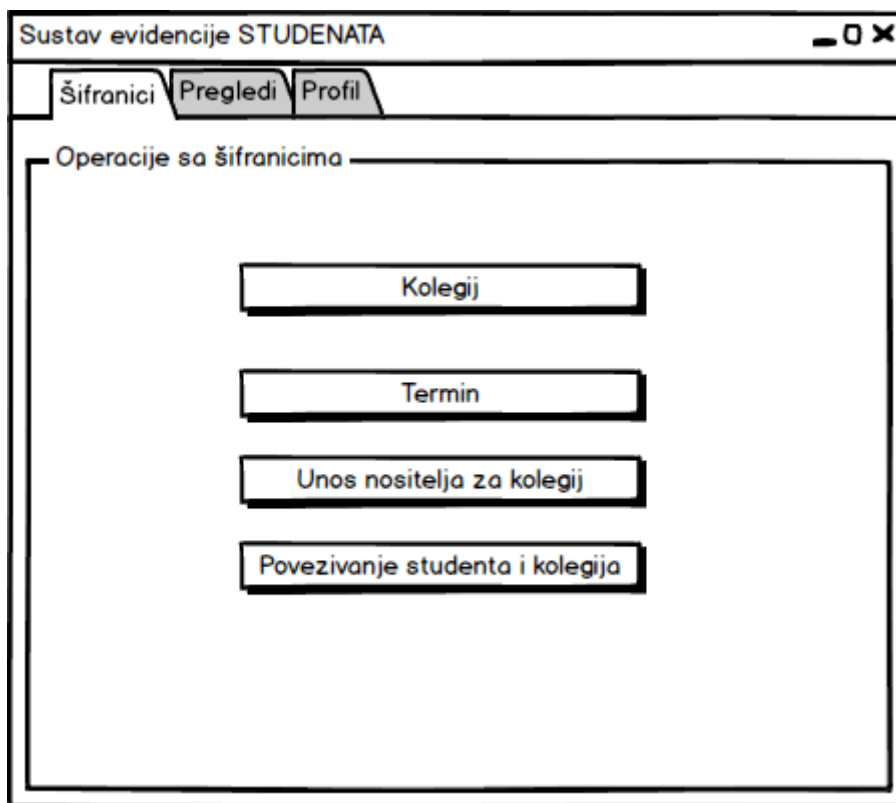 Sustav evidencije STUDENATA
Šifranici Pregledi Profil
Operacije sa šifranicima
Kolegij
Termin
Unos nositelja za kolegij
Povezivanje studenta i kolegija